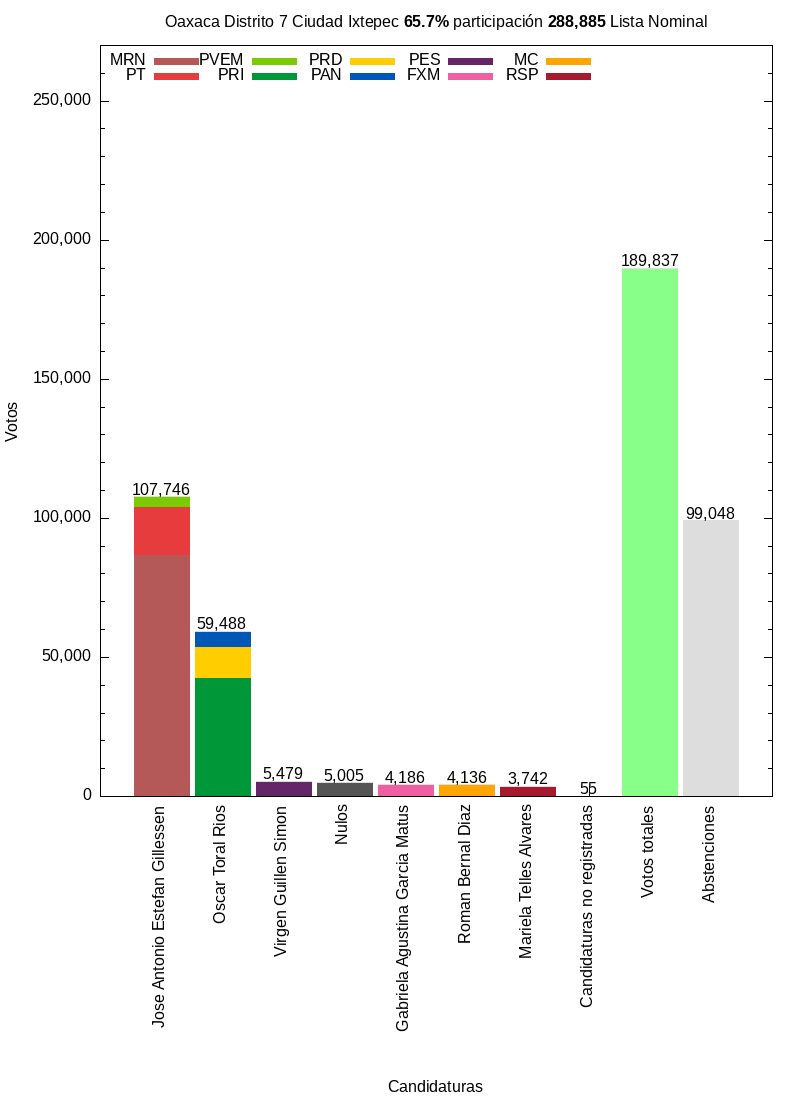 Oaxaca Distrito 7 Ciudad Ixtepec 65.7% participación 288,885 Lista Nominal
MRN PVEM PRD PES MC
PT PRI PAN FXM RSP
250,000
200,000
150,000
100,000
50,000
0
Votos
107,746
59,488
5,479
5,005
4,186
4,136
3,742
55
189,837
99,048
Jose Antonio Estefan Gillessen
Oscar Toral Rios
Virgen Guillen Simon
Nulos
Gabriela Agustina Garcia Matus
Roman Bernal Diaz
Mariela Telles Alvares
Candidaturas no registradas
Votos totales
Abstenciones
Candidaturas